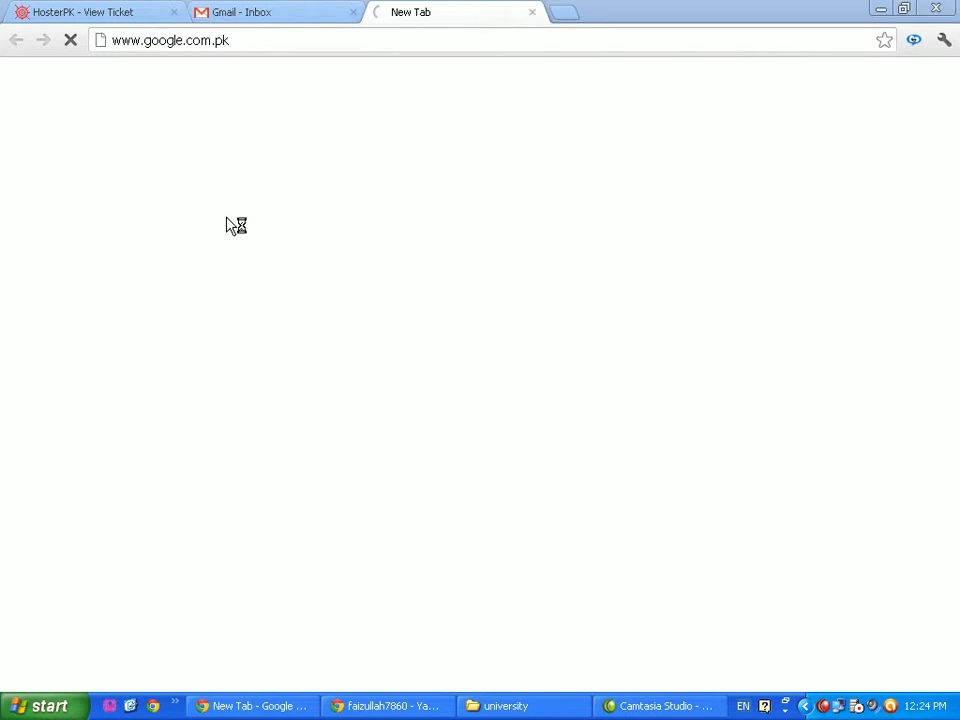 HosterPK - View Ticket
Gmail - Inbox
New Tab
www.google.com.pk
start
New Tab - Google ...
faizullah7860 - Ya...
university
Camtasia Studio - ...
EN
12:24 PM